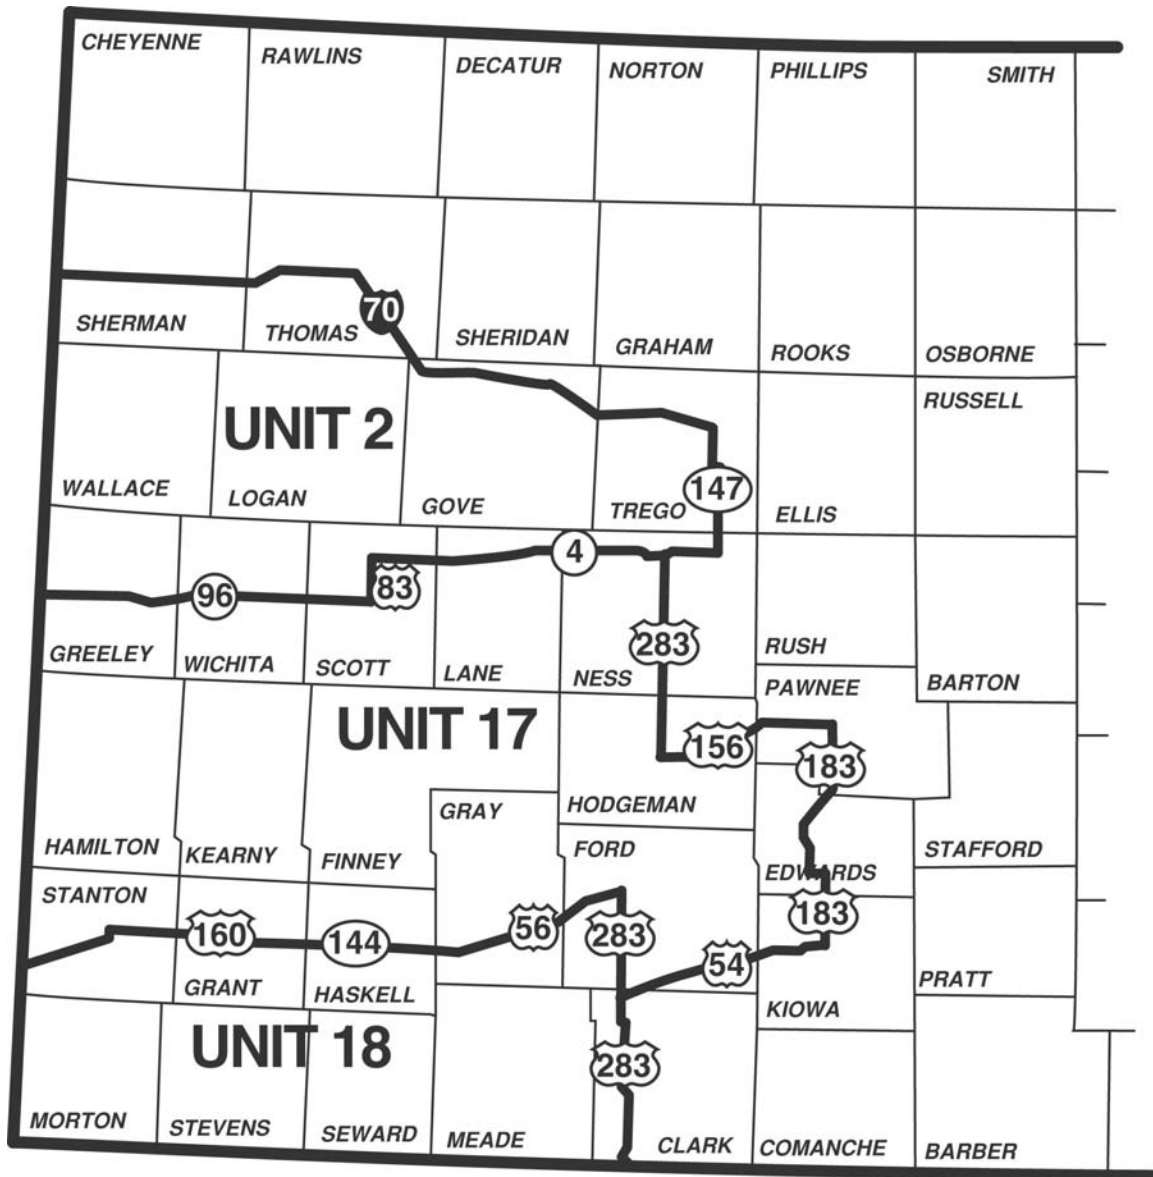 CHEYENNE
RAWLINS
DECATUR
NORTON
PHILLIPS
SMITH
70
SHERMAN
THOMAS
SHERIDAN
GRAHAM
ROOKS
OSBORNE
RUSSELL
UNIT 2
WALLACE
LOGAN
GOVE
TREGO
147
ELLIS
4
96
83
283
GREELEY
WICHITA
SCOTT
LANE
NESS
RUSH
PAWNEE
BARTON
UNIT 17
156
183
GRAY
HODGEMAN
HAMILTON
KEARNY
FINNEY
FORD
EDWARDS
STAFFORD
STANTON
160
144
56
283
183
54
GRANT
HASKELL
PRATT
KIOWA
UNIT 18
283
MORTON
STEVENS
SEWARD
MEADE
CLARK
COMANCHE
BARBER